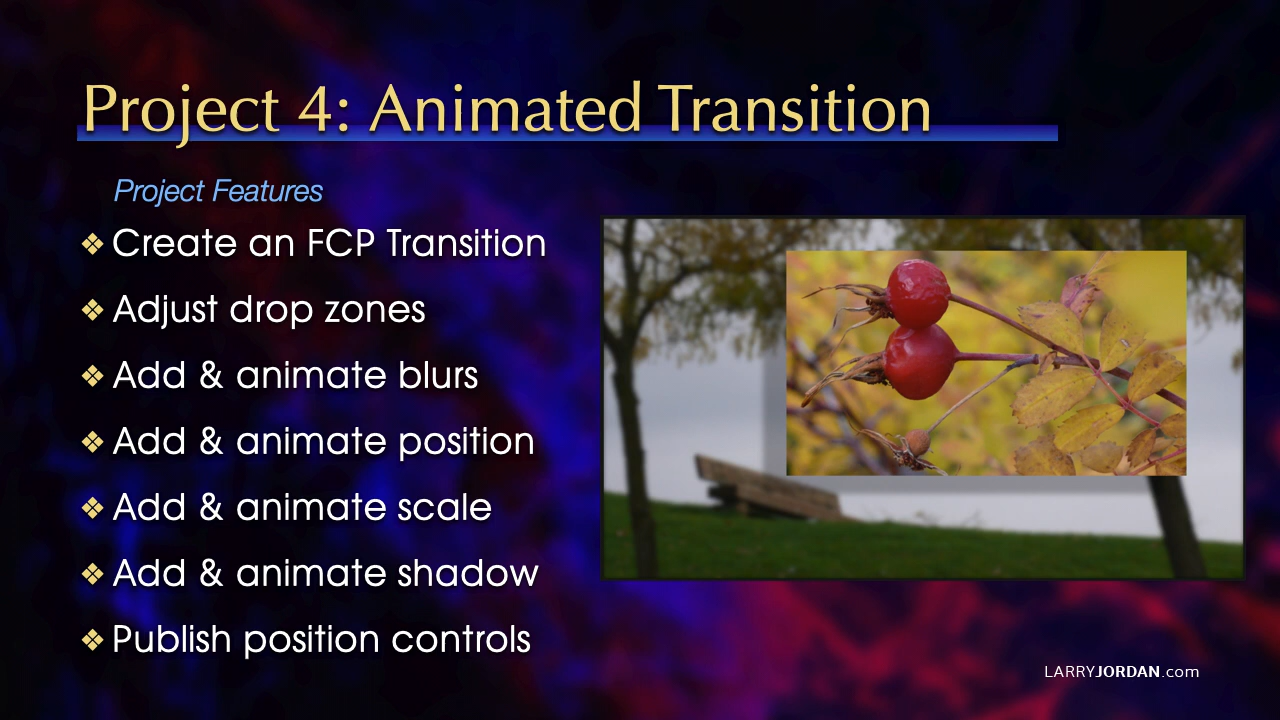 Project 4: Animated Transition
Project Features
❖ Create an FCP Transition
❖ Adjust drop zones
❖ Add & animate blurs
❖ Add & animate position
❖ Add & animate scale
❖ Add & animate shadow
❖ Publish position controls
LARRYJORDAN.com